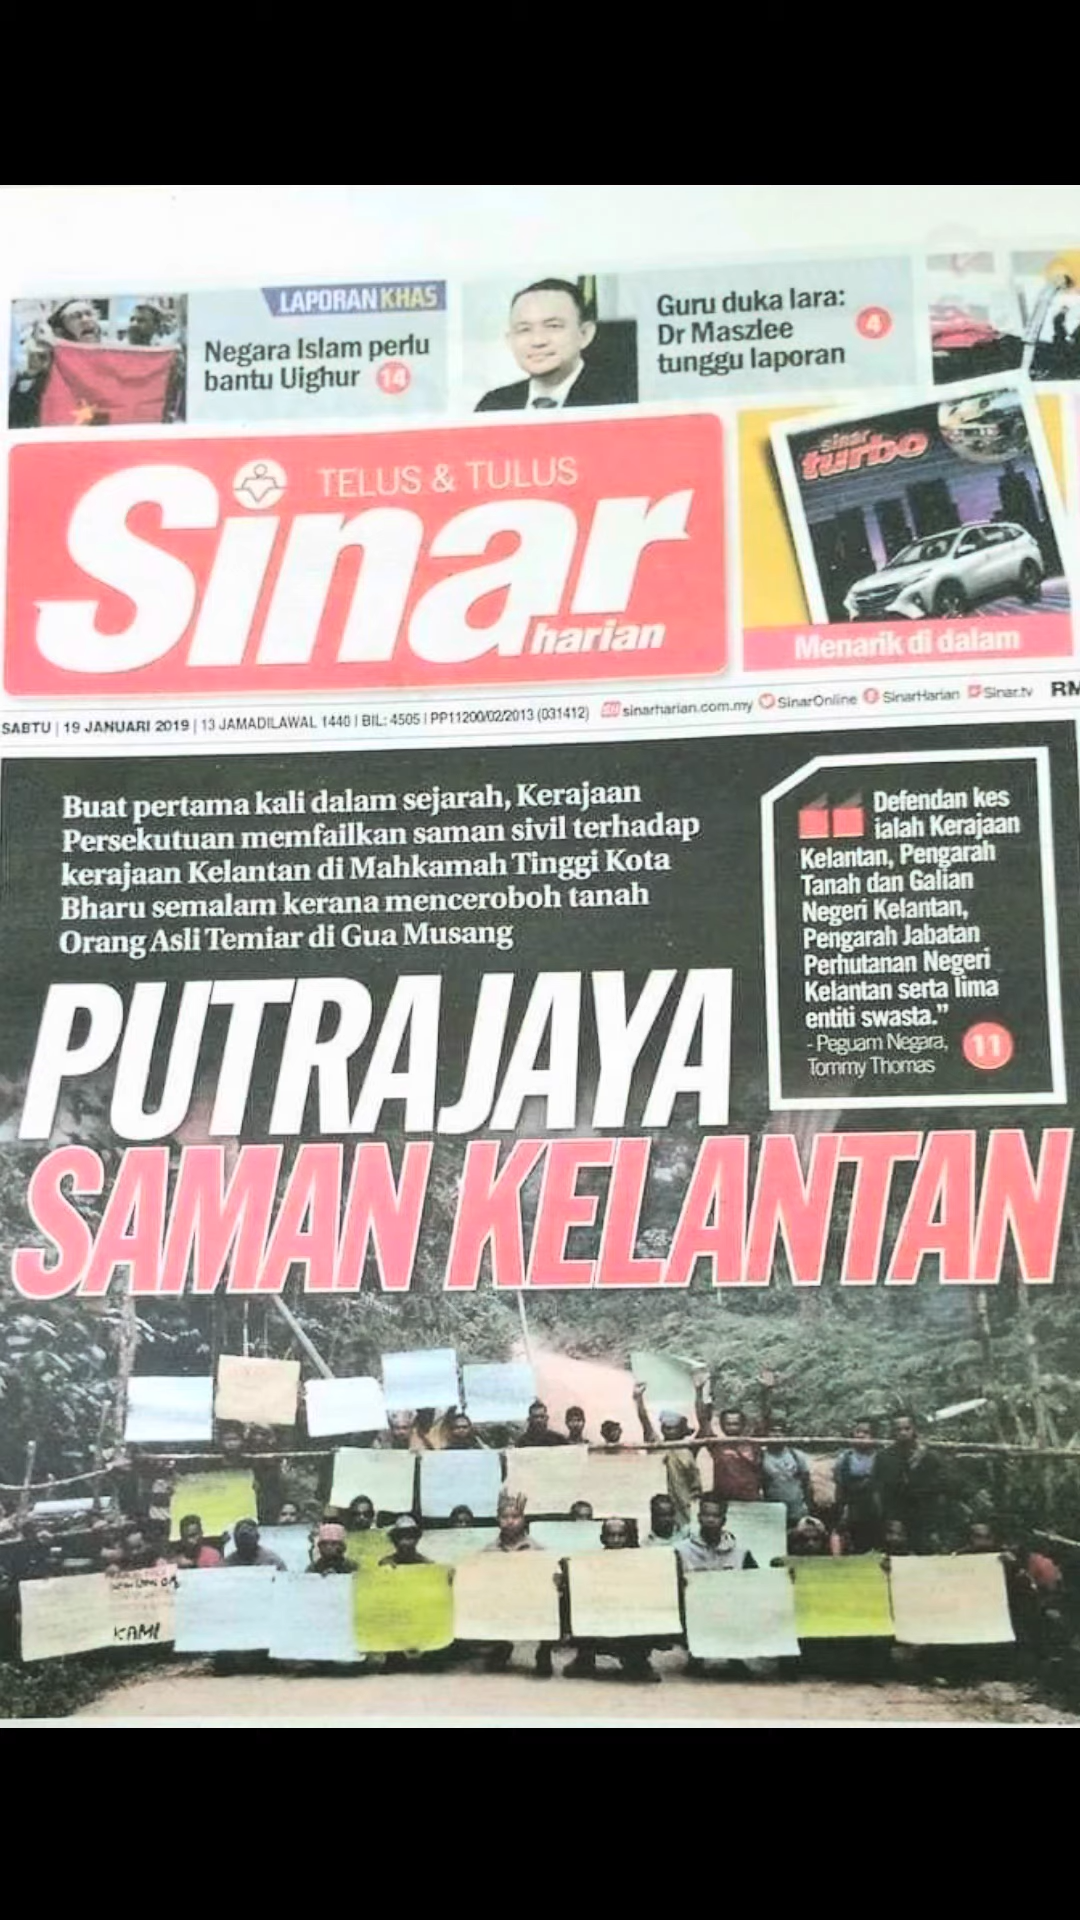 LAPORAN KHAS
Negara Islam perlu
bantu Uighur 14
Guru duka lara:
Dr Maszlee
tunggu laporan 4
TELUS & TULUS
Sinar
harian
sinar
turbo
Menarik di dalam
SABTU | 19 JANUARI 2019 | 13 JAMADILAWAL 1440 | BIL: 4505 | PP11200/02/2013 (031412) sinarharian.com.my SinarOnline SinarHarian Sinar.tv RM
Buat pertama kali dalam sejarah, Kerajaan
Persekutuan memfailkan saman sivil terhadap
kerajaan Kelantan di Mahkamah Tinggi Kota
Bharu semalam kerana menceroboh tanah
Orang Asli Temiar di Gua Musang
Defendan kes
ialah Kerajaan
Kelantan, Pengarah
Tanah dan Galian
Negeri Kelantan,
Pengarah Jabatan
Perhutanan Negeri
Kelantan serta lima
entiti swasta.”
- Peguam Negara,
Tommy Thomas
11
PUTRAJAYA
SAMAN KELANTAN
KAMI